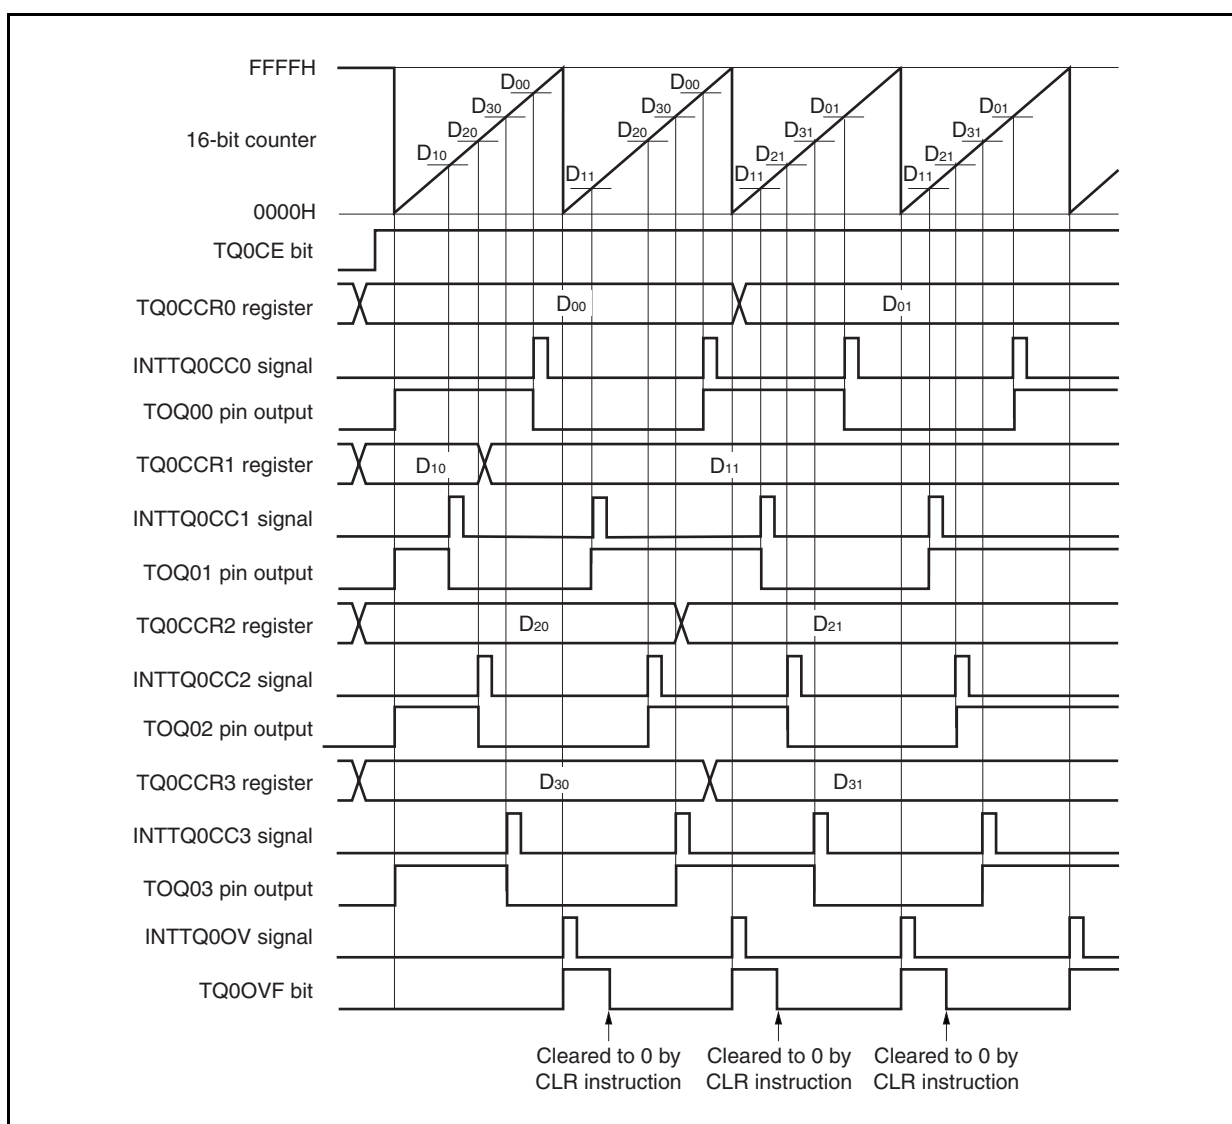 FFFFH
D00
D00
D30
D30
D01
D01
16-bit counter
D20
D20
D31
D31
D10
D21
D21
D11
D11
D11
0000H
TQ0CE bit
TQ0CCR0 register
D00
D01
INTTQ0CC0 signal
TOQ00 pin output
TQ0CCR1 register
D10
D11
INTTQ0CC1 signal
TOQ01 pin output
TQ0CCR2 register
D20
D21
INTTQ0CC2 signal
TOQ02 pin output
TQ0CCR3 register
D30
D31
INTTQ0CC3 signal
TOQ03 pin output
INTTQ0OV signal
TQ0OVF bit
Cleared to 0 by
CLR instruction
Cleared to 0 by
CLR instruction
Cleared to 0 by
CLR instruction